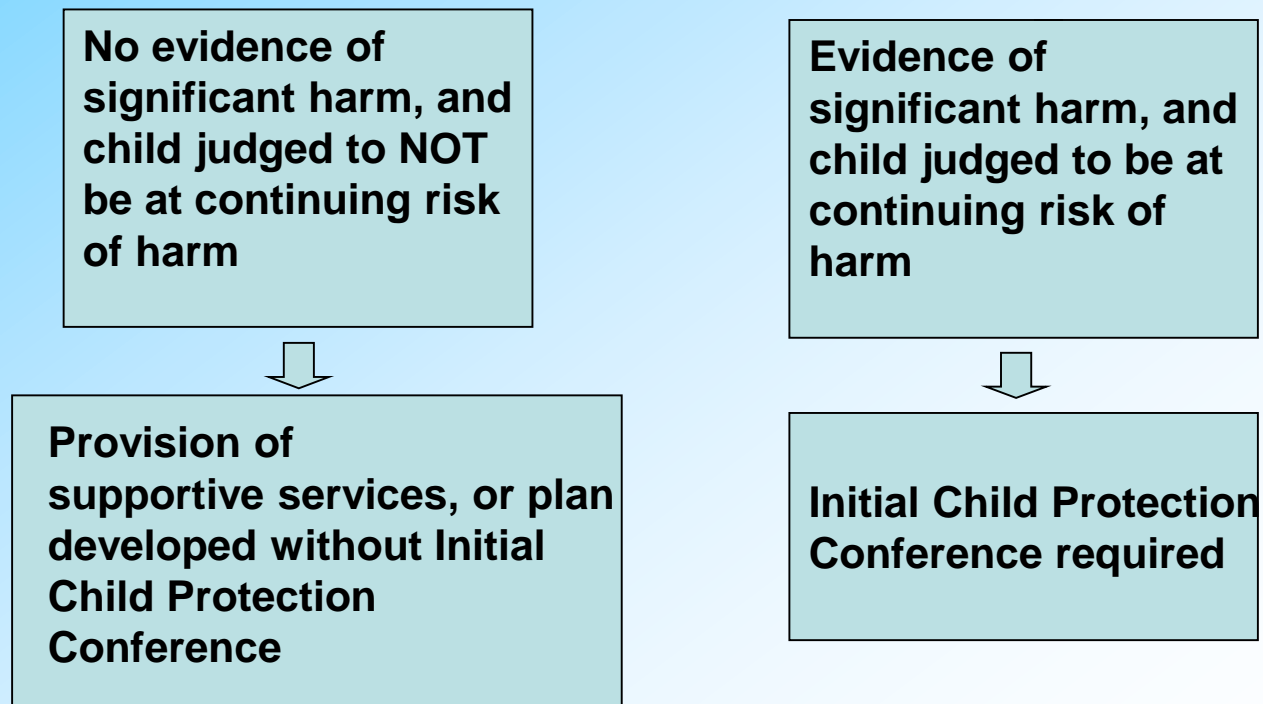 No evidence of
significant harm, and
child judged to NOT
be at continuing risk
of harm
Provision of
supportive services, or plan
developed without Initial
Child Protection
Conference
Evidence of
significant harm, and
child judged to be at
continuing risk of
harm
Initial Child Protection
Conference required